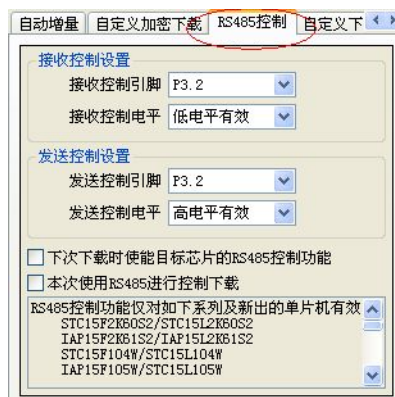 自动增量 自定义加密下载 RS485控制 自定义下
接收控制设置
接收控制引脚 P3.2
接收控制电平 低电平有效
发送控制设置
发送控制引脚 P3.2
发送控制电平 高电平有效
下次下载时使能目标芯片的RS485控制功能
本次使用RS485进行控制下载
RS485控制功能仅对如下系列及新出的单片机有效
STC15F2K60S2/STC15L2K60S2
IAP15F2K61S2/IAP15L2K61S2
STC15F104W/STC15L104W
IAP15F105W/STC15L105W